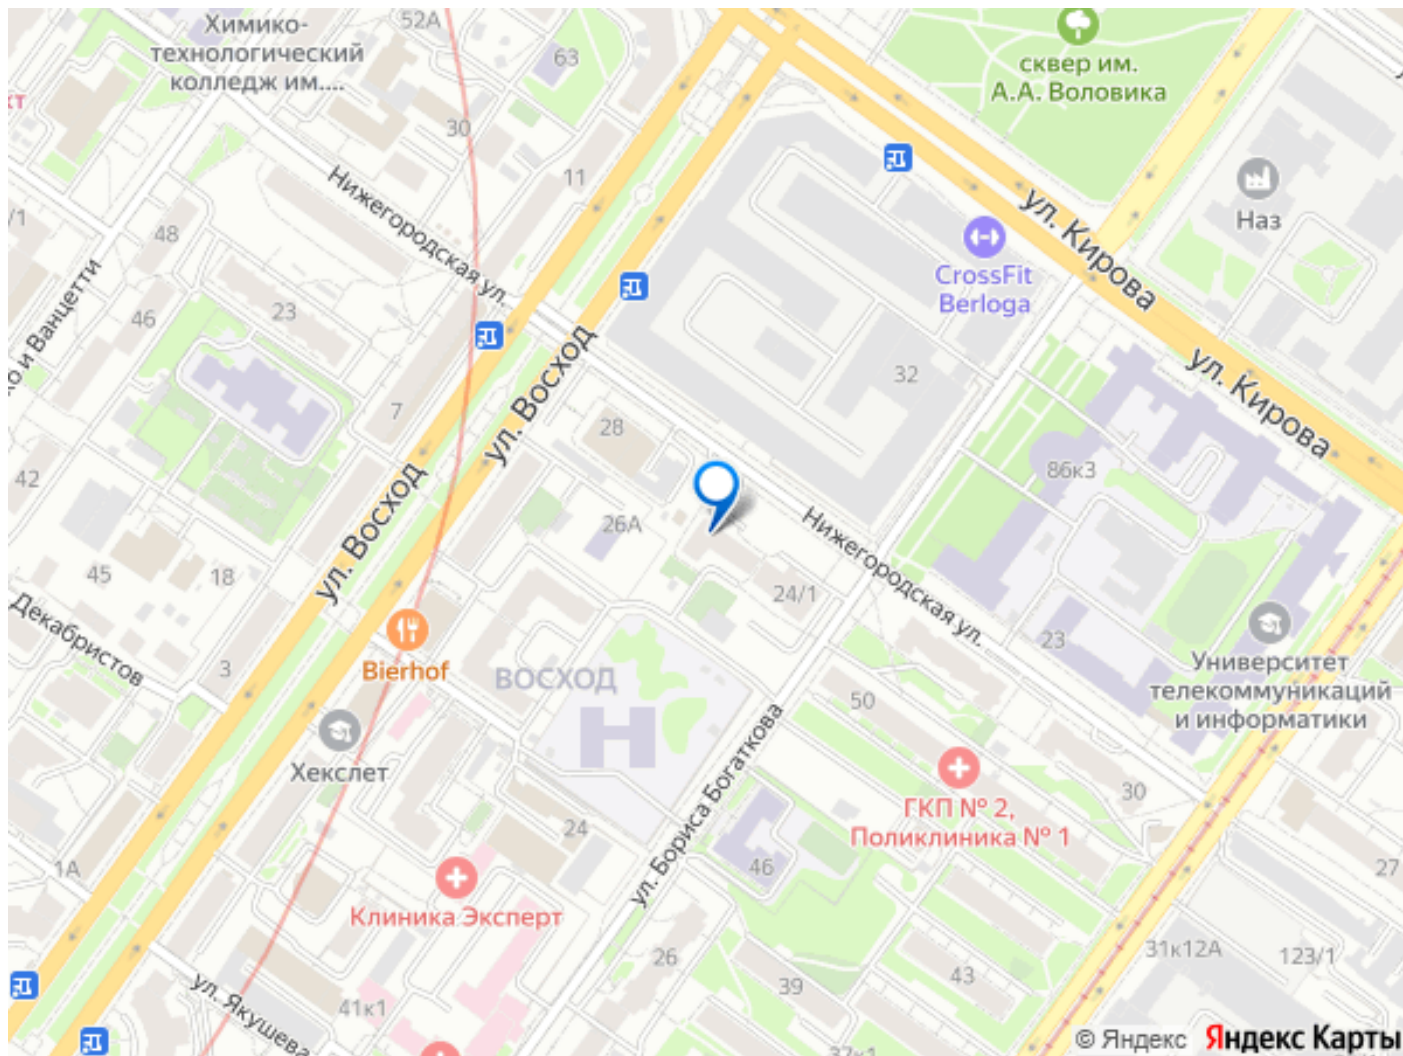 Химико-
технологический
колледж им....
52А
63
30
11
сквер им.
А.А. Воловика
Наз
ул. Кирова
CrossFit
Berloga
Нижегородская ул.
48
46
23
7
ул. Восход
ул. Кирова
32
28
86к3
42
26А
ул. Восход
45
18
24/1
Нижегородская ул.
23
Декабристов
3
Bierhof
ВОСХОД
50
Университет
телекоммуникаций
и информатики
Хекслет
ул. Бориса Богаткова
ГКП № 2,
Поликлиника № 1
30
24
46
27
1А
Клиника Эксперт
26
39
43
31к12А
123/1
ул. Якушева
41к1
© Яндекс Яндекс Карты